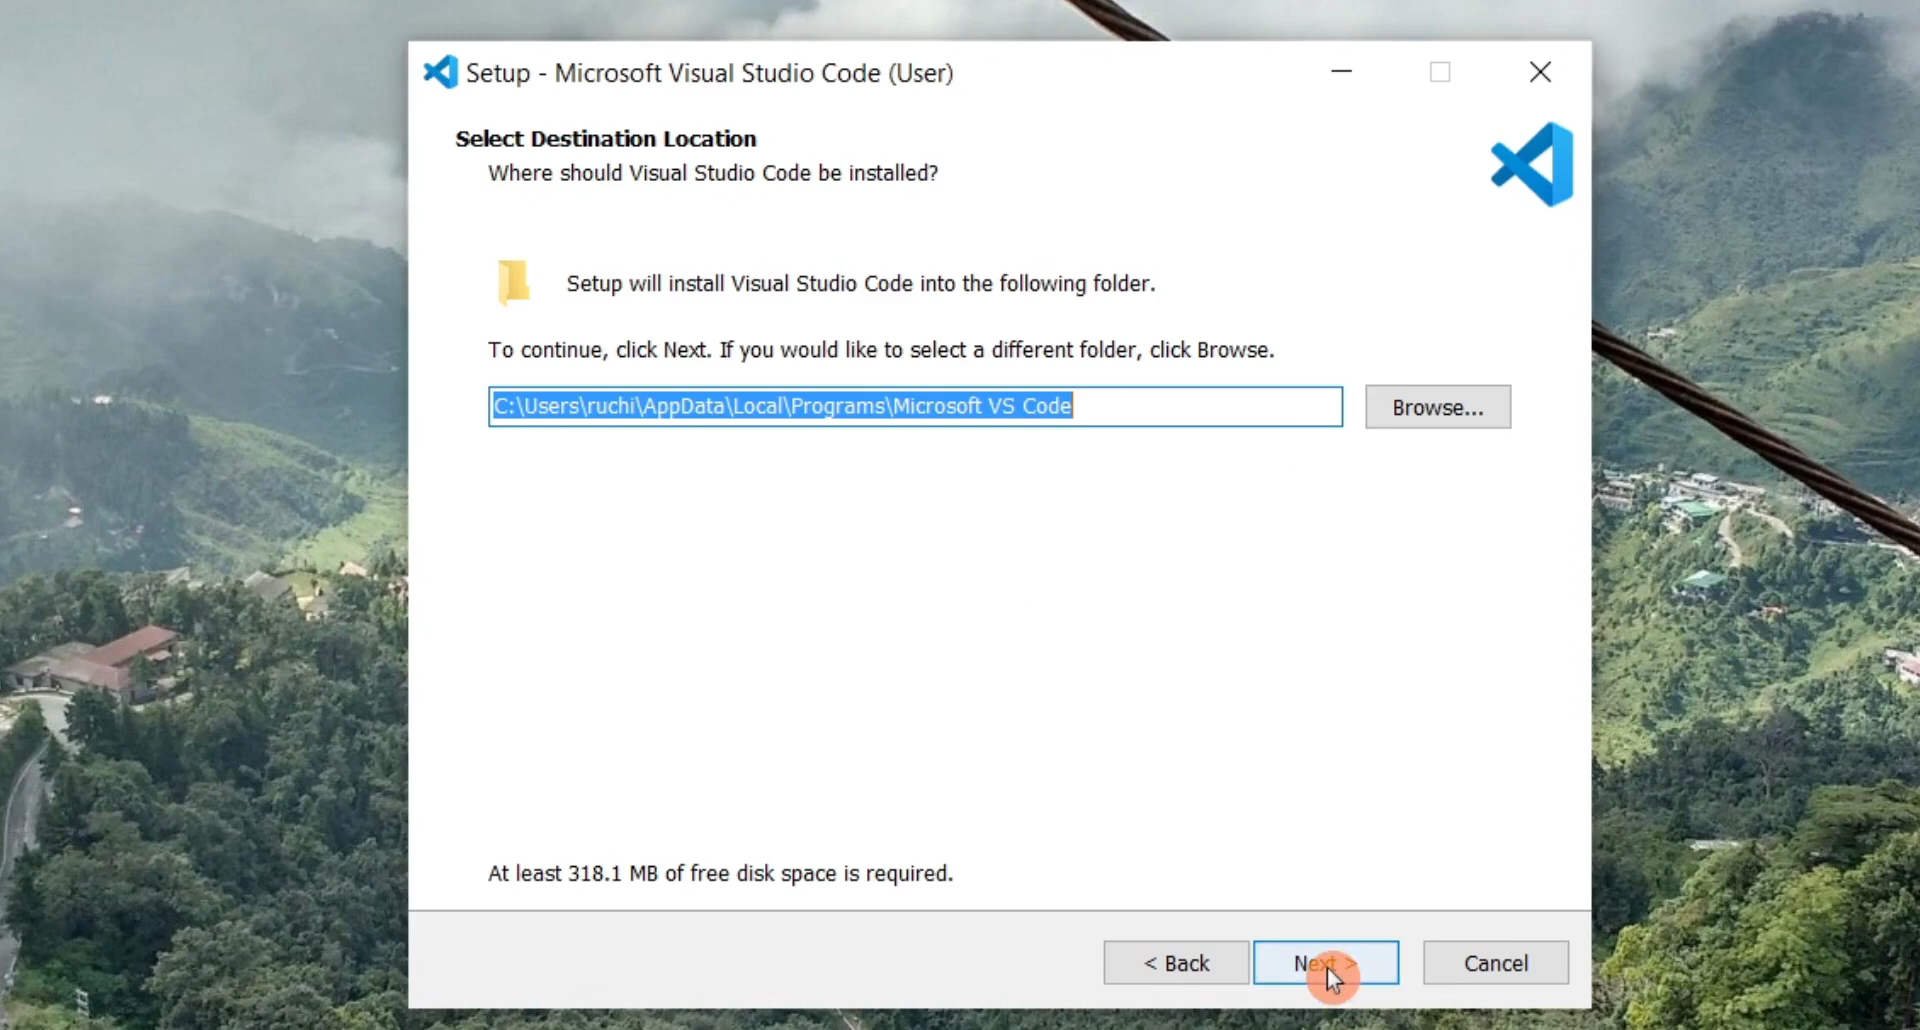 Setup - Microsoft Visual Studio Code (User)
Select Destination Location
Where should Visual Studio Code be installed?
Setup will install Visual Studio Code into the following folder.
To continue, click Next. If you would like to select a different folder, click Browse.
C:\Users\ruchi\AppData\Local\Programs\Microsoft VS Code
Browse...
At least 318.1 MB of free disk space is required.
< Back
Next >
Cancel